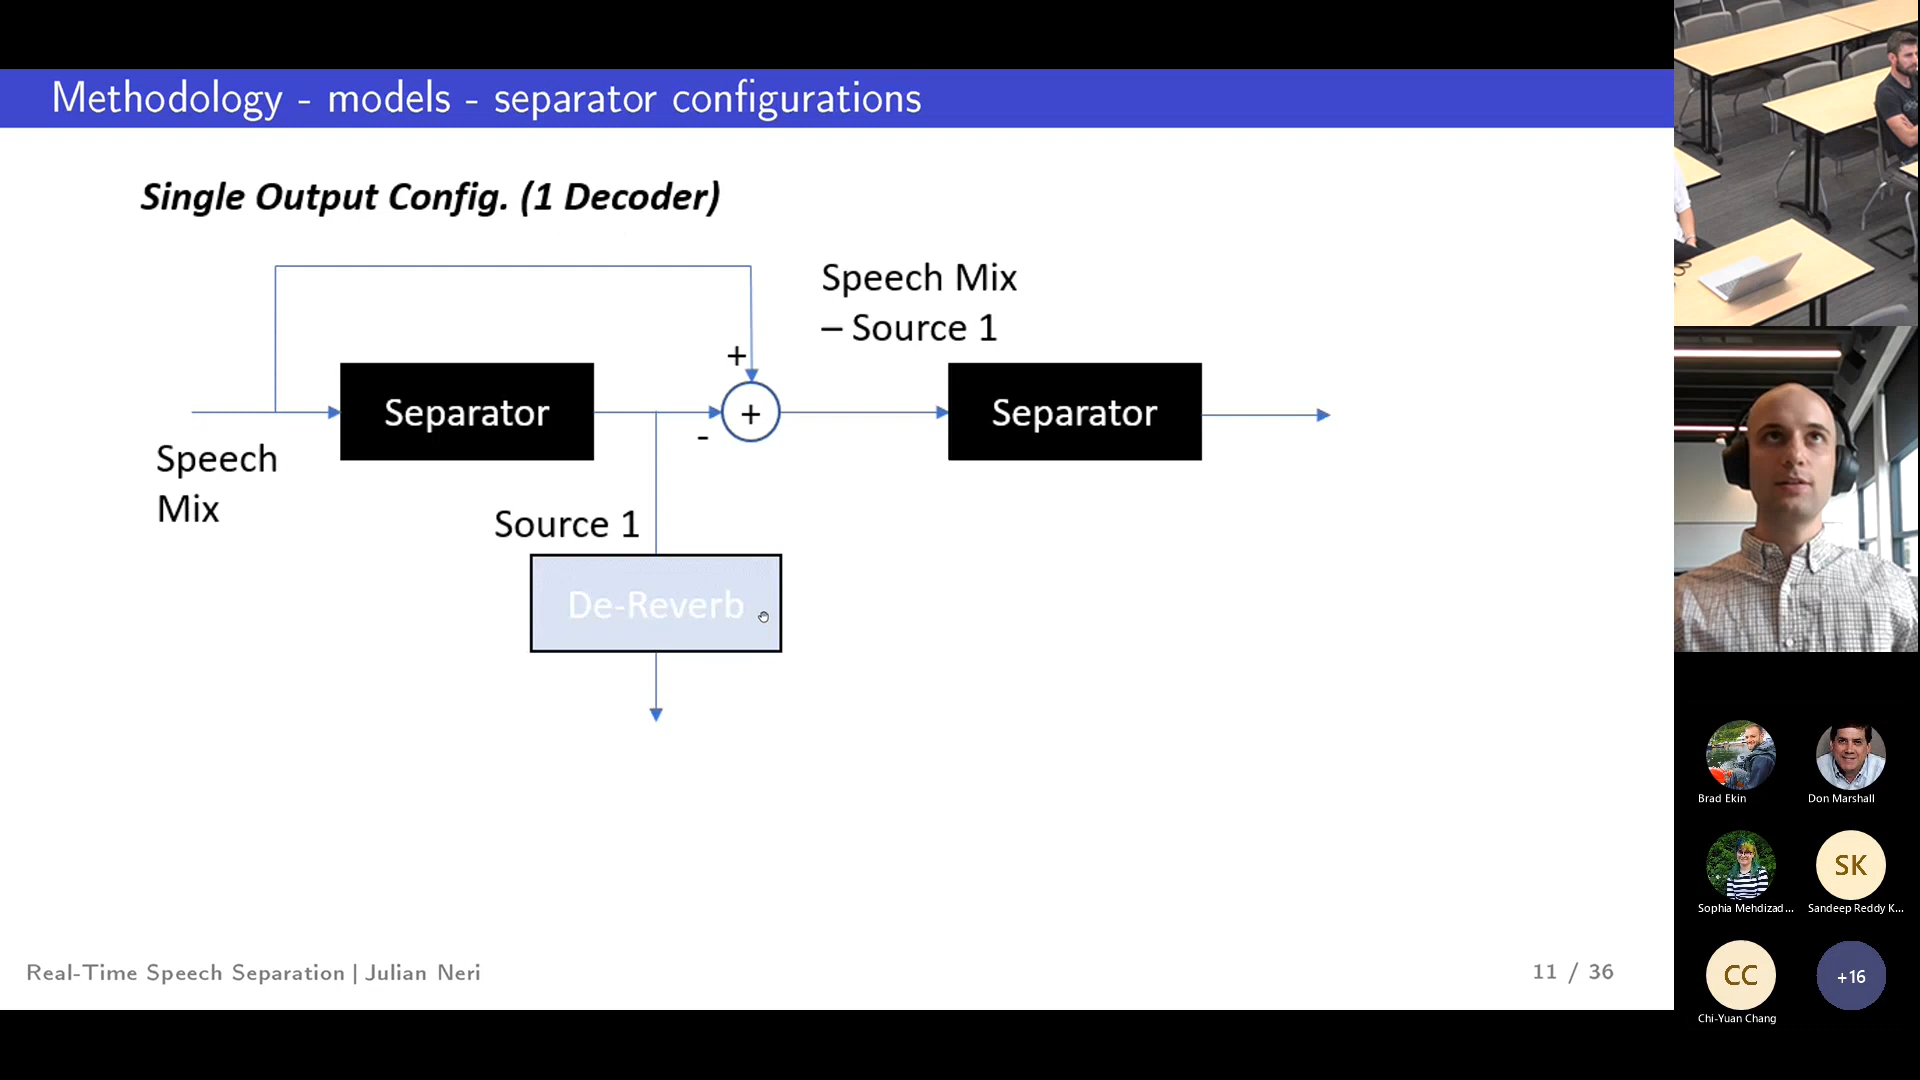 Methodology - models - separator configurations
Single Output Config. (1 Decoder)
Speech Mix
– Source 1
+
Separator
+
Separator
-
Speech
Mix
Source 1
De-Reverb
Real-Time Speech Separation | Julian Neri
11 / 36
Brad Ekin
Don Marshall
SK
Sophia Mehdizad...
Sandeep Reddy K...
CC
+16
Chi-Yuan Chang